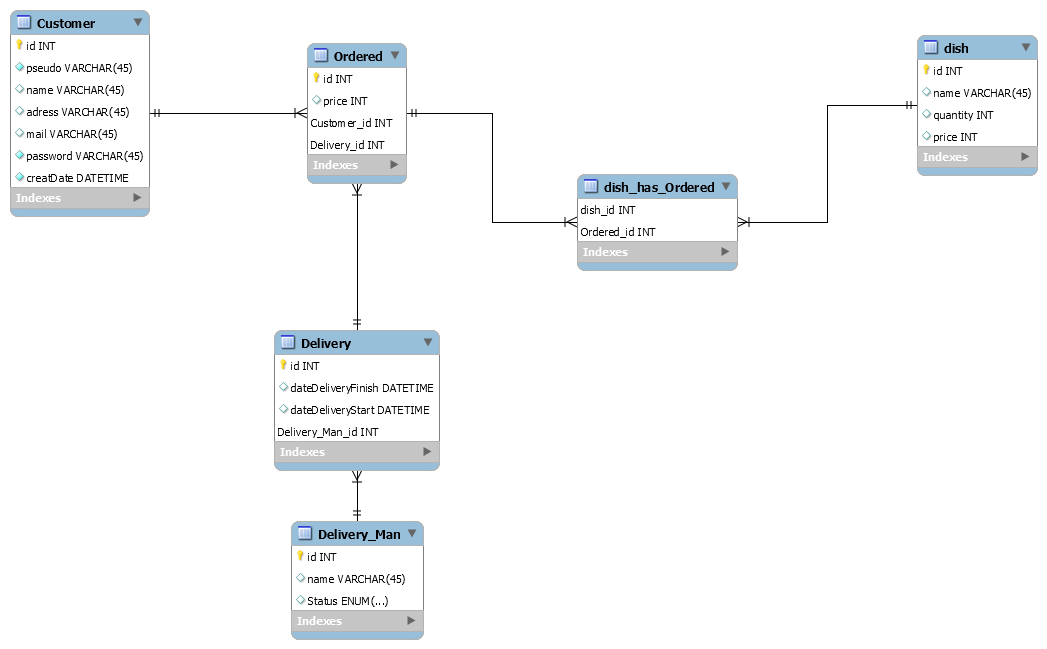 Customer
id INT
pseudo VARCHAR(45)
name VARCHAR(45)
adress VARCHAR(45)
mail VARCHAR(45)
password VARCHAR(45)
creatDate DATETIME
Indexes
Ordered
id INT
price INT
Customer_id INT
Delivery_id INT
Indexes
dish
id INT
name VARCHAR(45)
quantity INT
price INT
Indexes
dish_has_Ordered
dish_id INT
Ordered_id INT
Indexes
Delivery
id INT
dateDeliveryFinish DATETIME
dateDeliveryStart DATETIME
Delivery_Man_id INT
Indexes
Delivery_Man
id INT
name VARCHAR(45)
Status ENUM(...)
Indexes